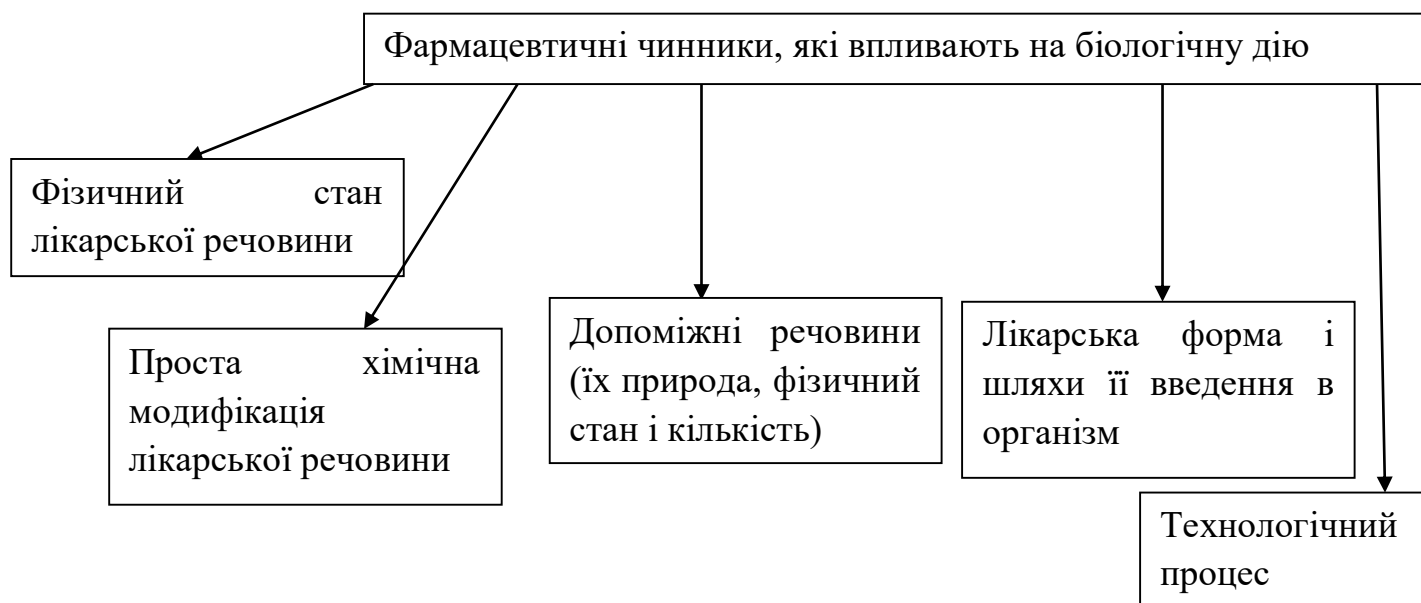 Фармацевтичні чинники, які впливають на біологічну дію
Фізичний стан
лікарської речовини
Проста хімічна
модифікація
лікарської речовини
Допоміжні речовини
(їх природа, фізичний
стан і кількість)
Лікарська форма і
шляхи її введення в
організм
Технологічний
процес